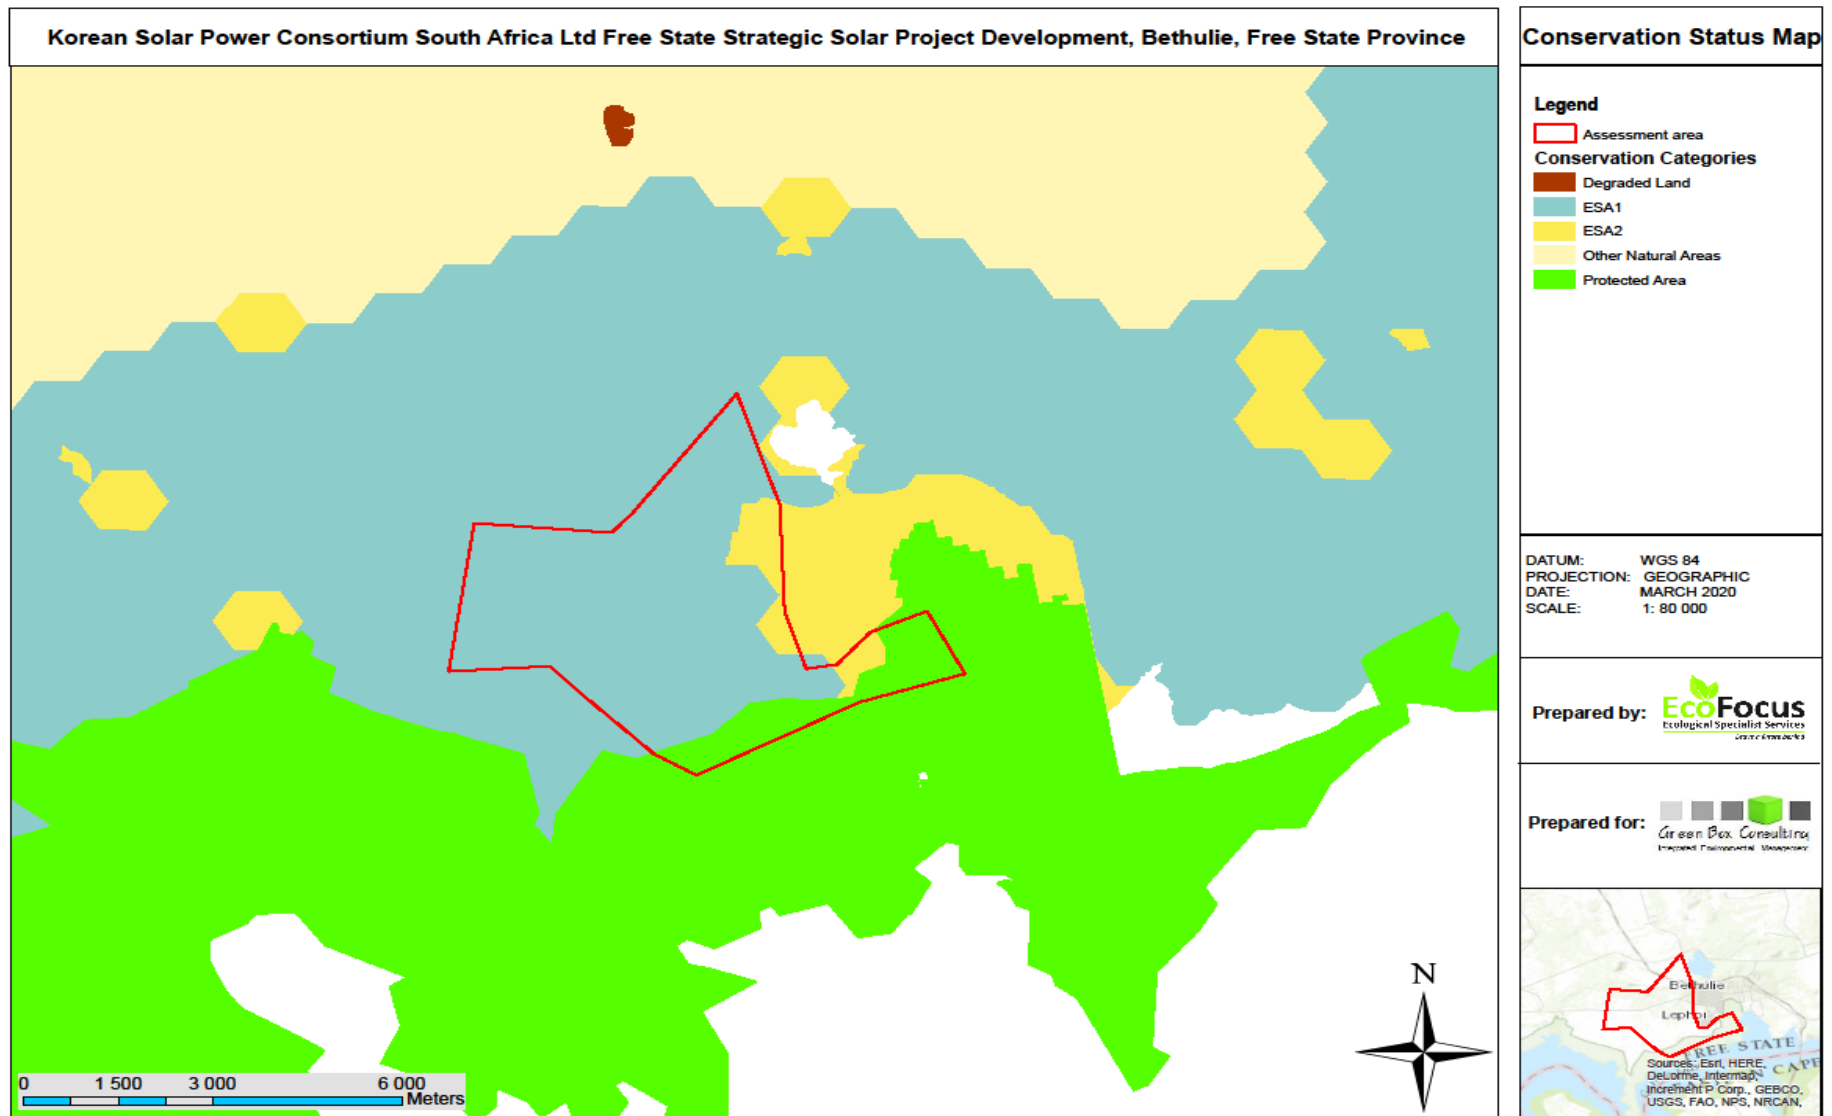 Korean Solar Power Consortium South Africa Ltd Free State Strategic Solar Project Development, Bethulie, Free State Province
Conservation Status Map
Legend
Assessment area
Conservation Categories
Degraded Land
ESA1
ESA2
Other Natural Areas
Protected Area
DATUM: WGS 84
PROJECTION: GEOGRAPHIC
DATE: MARCH 2020
SCALE: 1: 80 000
Prepared by:
EcoFocus
Ecological Specialist Services
Prepared for:
Green Box Consulting
Integrated Environmental Management
N
0 1 500 3 000 6 000
Meters
Bethulie
FREE STATE
CAPE
Sources: Esri, HERE,
DeLorme, Intermap,
Increment P Corp., GEBCO,
USGS, FAO, NPS, NRCAN,